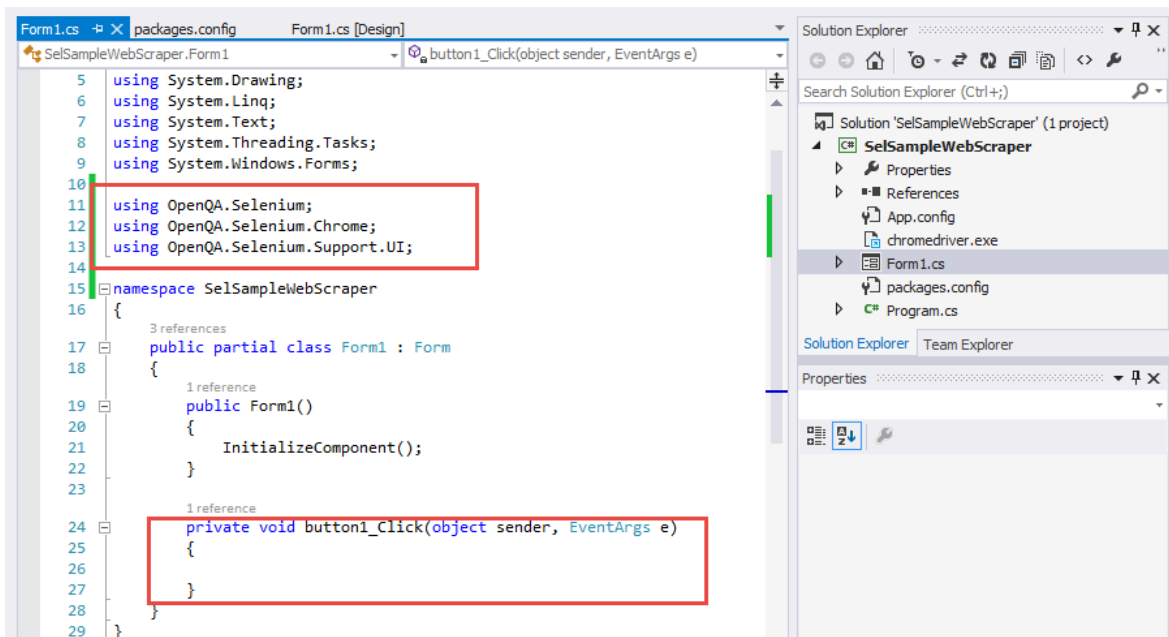 Form1.cs packages.config Form1.cs [Design]
SelSampleWebScraper.Form1 button1_Click(object sender, EventArgs e)
5 using System.Drawing;
6 using System.Linq;
7 using System.Text;
8 using System.Threading.Tasks;
9 using System.Windows.Forms;
10
11 using OpenQA.Selenium;
12 using OpenQA.Selenium.Chrome;
13 using OpenQA.Selenium.Support.UI;
14
15 namespace SelSampleWebScraper
16 {
3 references
17 public partial class Form1 : Form
18 {
1 reference
19 public Form1()
20 {
21 InitializeComponent();
22 }
23
1 reference
24 private void button1_Click(object sender, EventArgs e)
25 {
26
27 }
28 }
29 }
Solution Explorer
Search Solution Explorer (Ctrl+;)
Solution 'SelSampleWebScraper' (1 project)
C# SelSampleWebScraper
Properties
References
App.config
chromedriver.exe
Form1.cs
packages.config
C# Program.cs
Solution Explorer Team Explorer
Properties